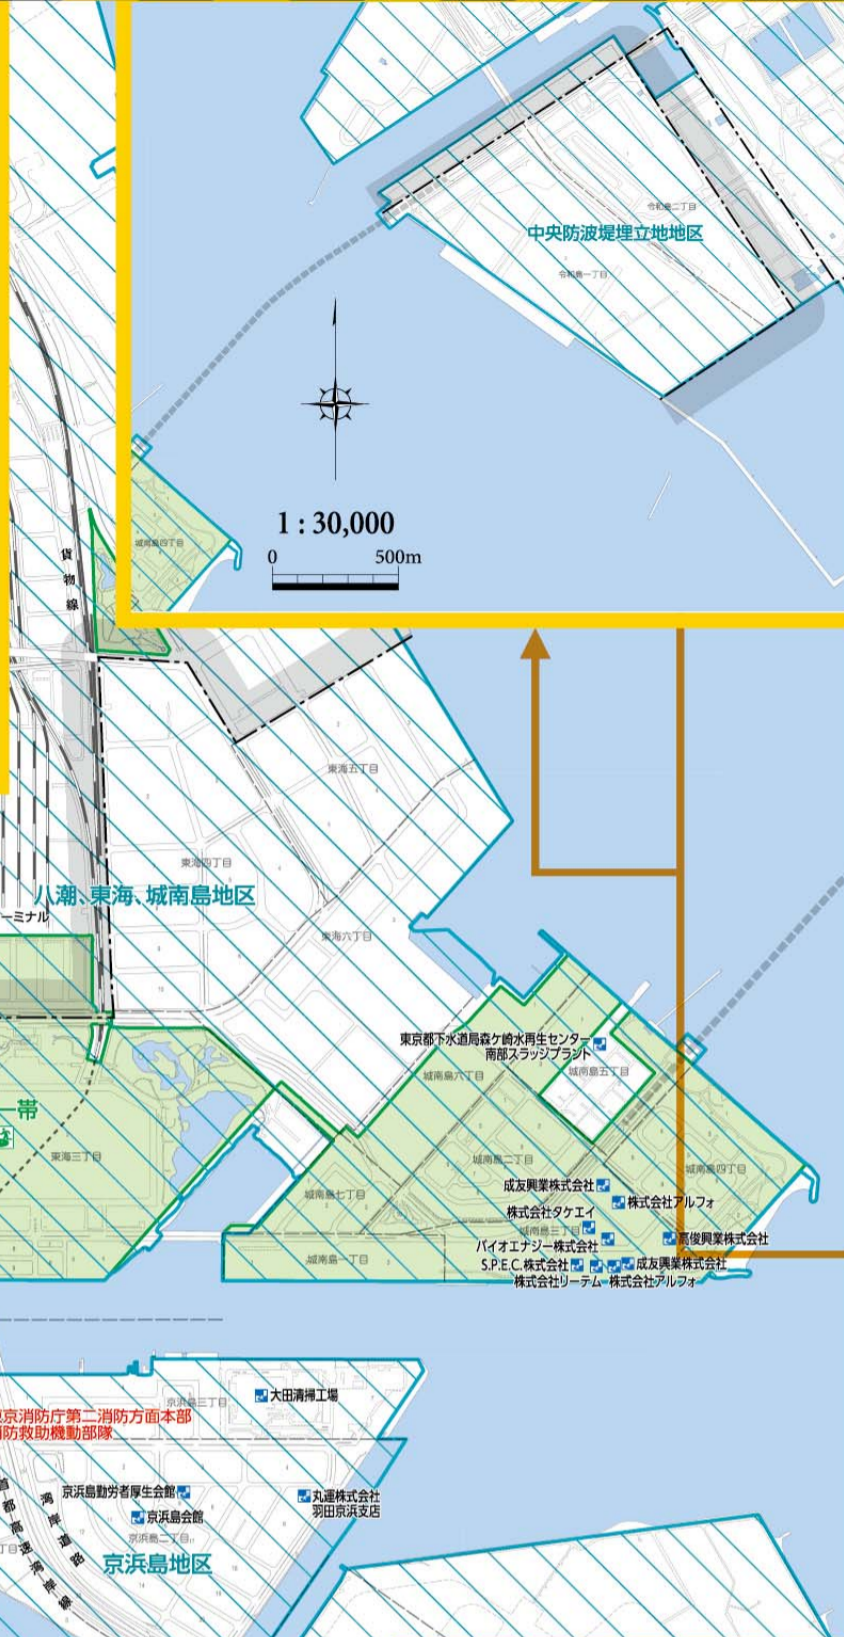 令和島二丁目
中央防波堤埋立地地区
令和島一丁目
1 : 30,000
0 500m
城南島四丁目
貨物線
東海五丁目
東海四丁目
八潮、東海、城南島地区
ーミナル
東海六丁目
東京都下水道局森ケ崎水再生センター
南部スラッジプラント
城南島六丁目
城南島五丁目
一帯
東海三丁目
城南島二丁目
城南島四丁目
成友興業株式会社
城南島七丁目
株式会社アルフォ
株式会社タケエイ
城南島三丁目
高俊興業株式会社
バイオエナジー株式会社
城南島一丁目
S.P.E.C.株式会社
成友興業株式会社
株式会社リーテム
株式会社アルフォ
京浜島三丁目
大田清掃工場
京消防庁第二消防方面本部
消防救助機動部隊
京浜島勤労者厚生会館
丸運株式会社
羽田京浜支店
京浜島会館
京浜島二丁目
京浜島地区
湾岸道路
首都高速湾岸線
丁目